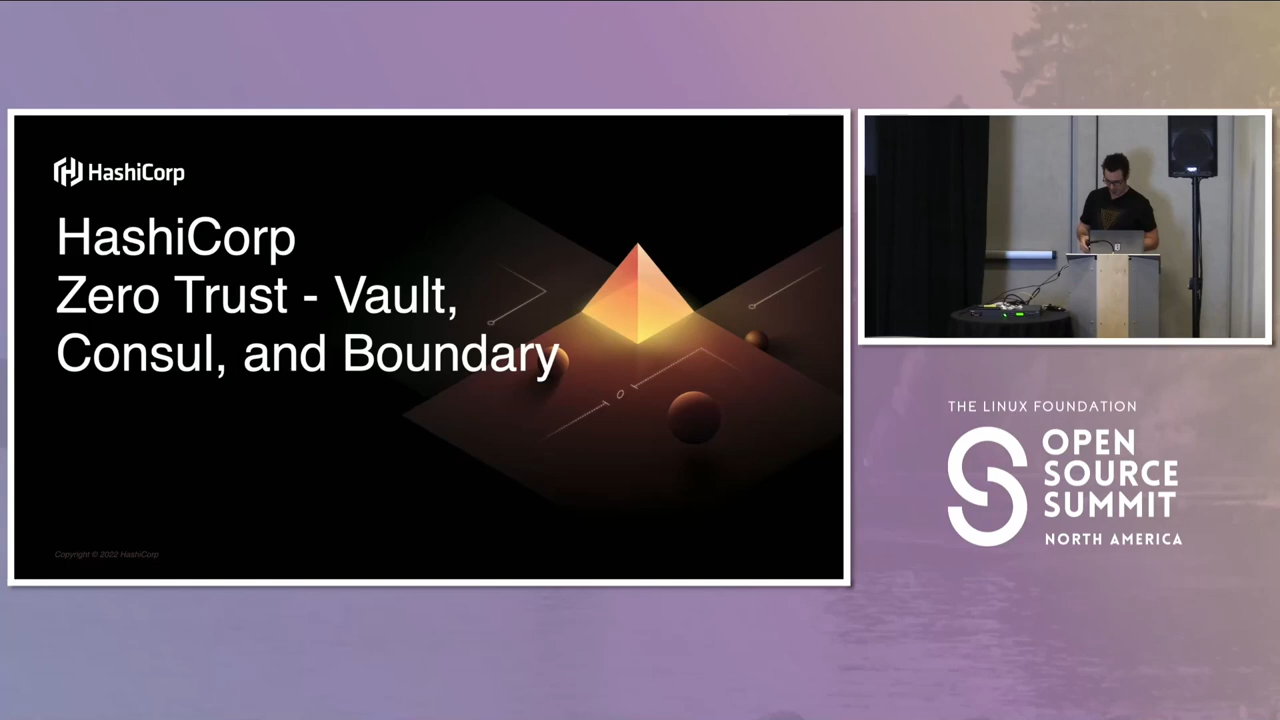 HashiCorp
HashiCorp
Zero Trust - Vault,
Consul, and Boundary
Copyright © 2022 HashiCorp
THE LINUX FOUNDATION
OPEN
SOURCE
SUMMIT
NORTH AMERICA